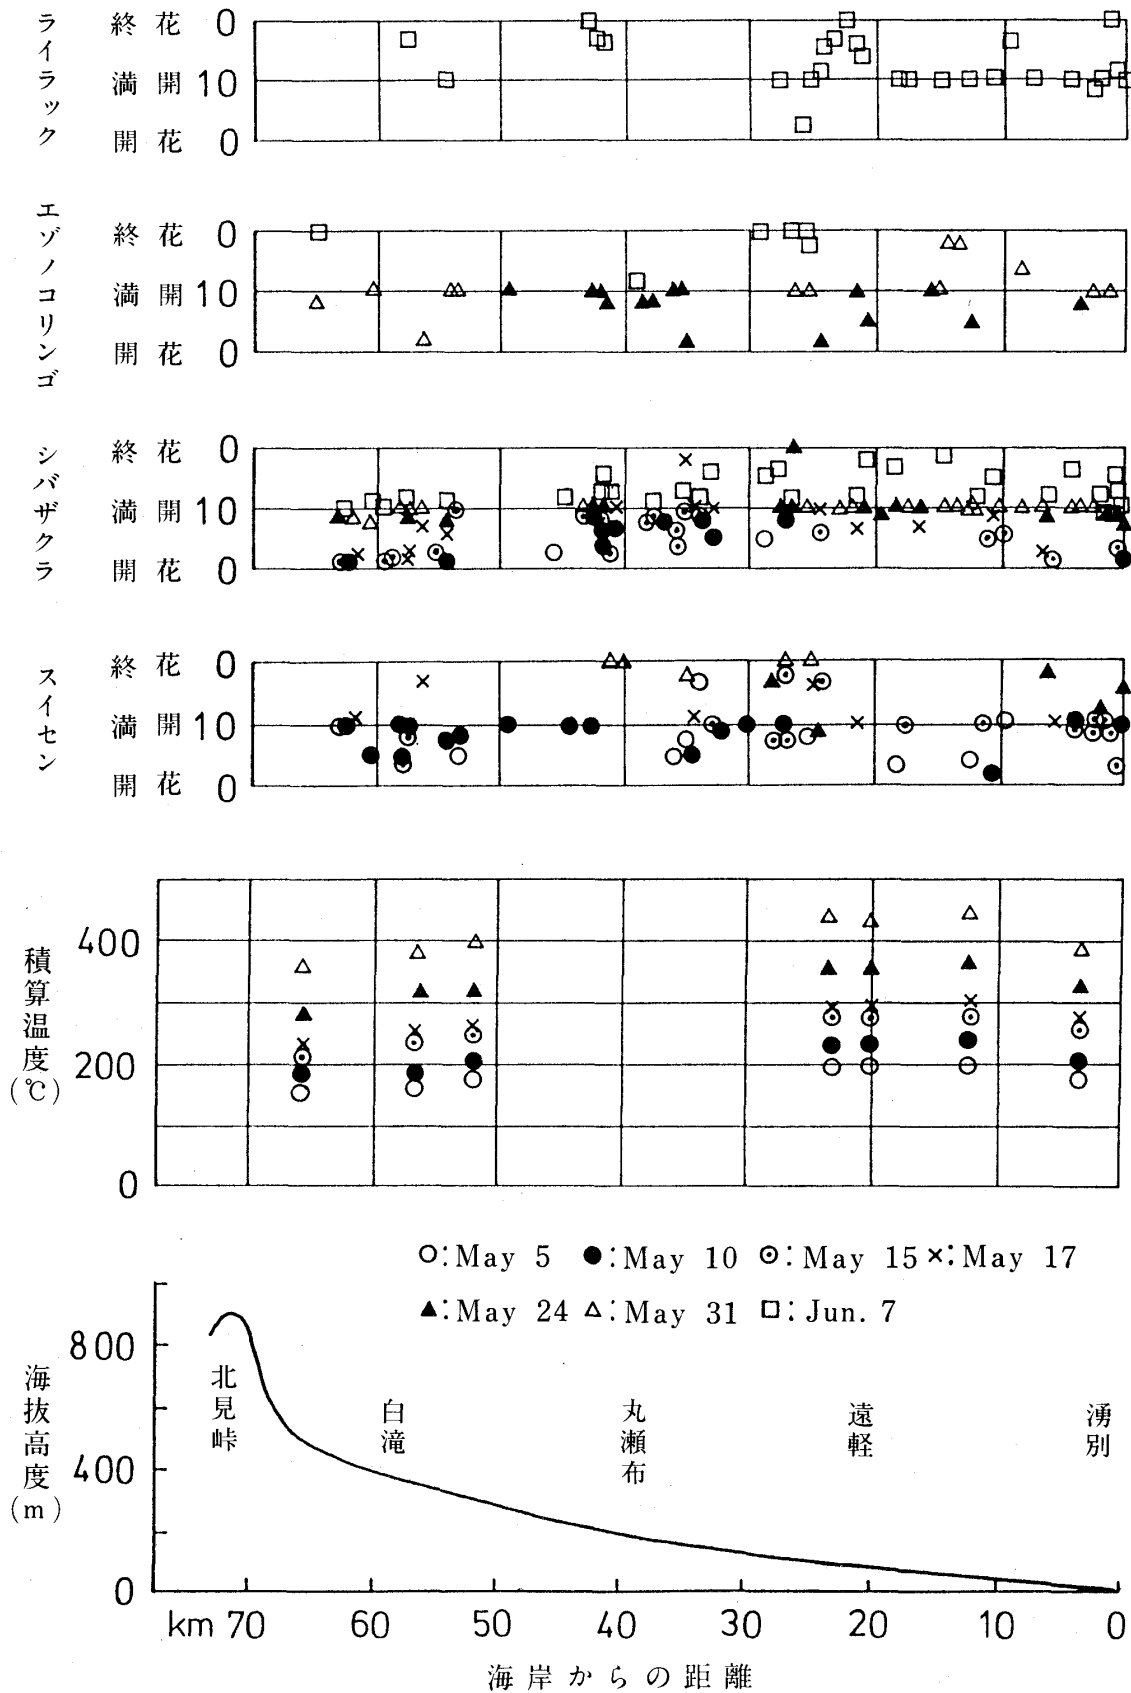 ライラック
終花 0
満開 10
開花 0
エゾノコリンゴ
終花 0
満開 10
開花 0
シバザクラ
終花 0
満開 10
開花 0
スイセン
終花 0
満開 10
開花 0
積算温度(℃)
400
200
0
○:May 5 ●:May 10 ⊙:May 15 ×:May 17
▲:May 24 △:May 31 □:Jun. 7
海抜高度(m)
800
400
0
北見峠
白滝
丸瀬布
遠軽
湧別
km 70 60 50 40 30 20 10 0
海岸からの距離